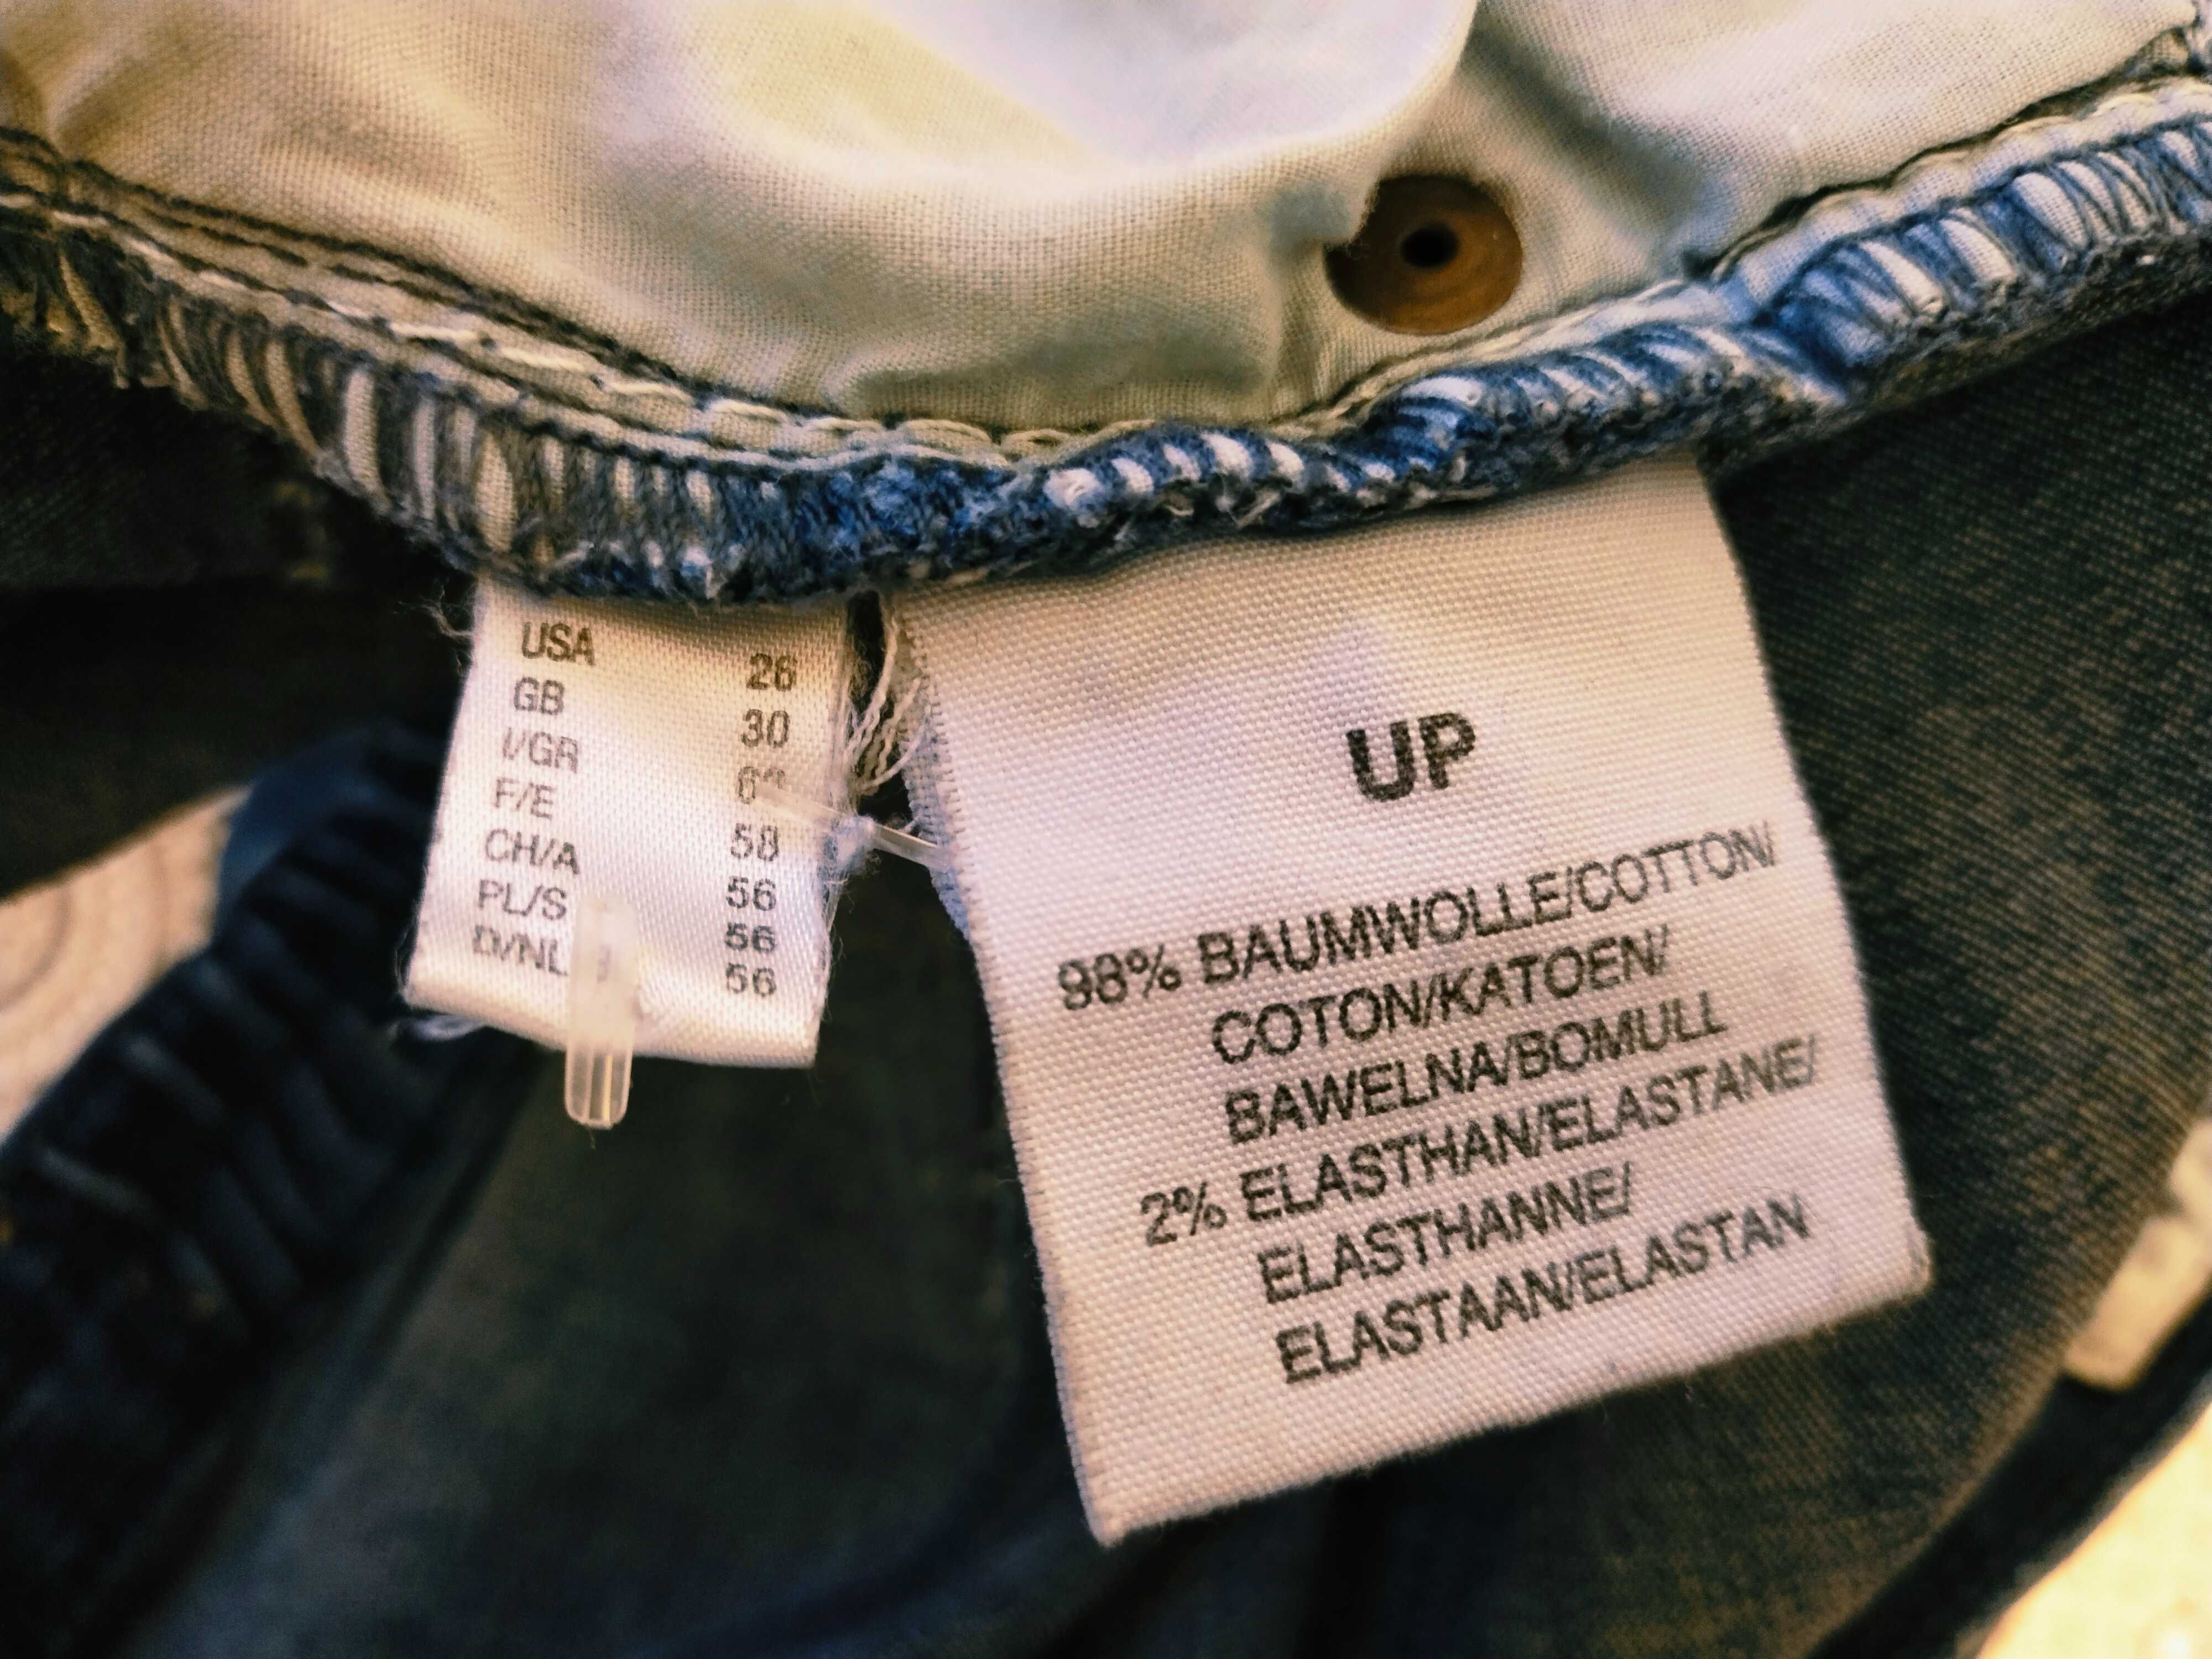 USA 26
GB 30
I/GR
F/E 58
CH/A 56
PL/S 56
D/NL 56
UP
98% BAUMWOLLE/COTTON/
COTON/KATOEN/
BAWELNA/BOMULL
2% ELASTHAN/ELASTANE/
ELASTHANNE/
ELASTAAN/ELASTAN